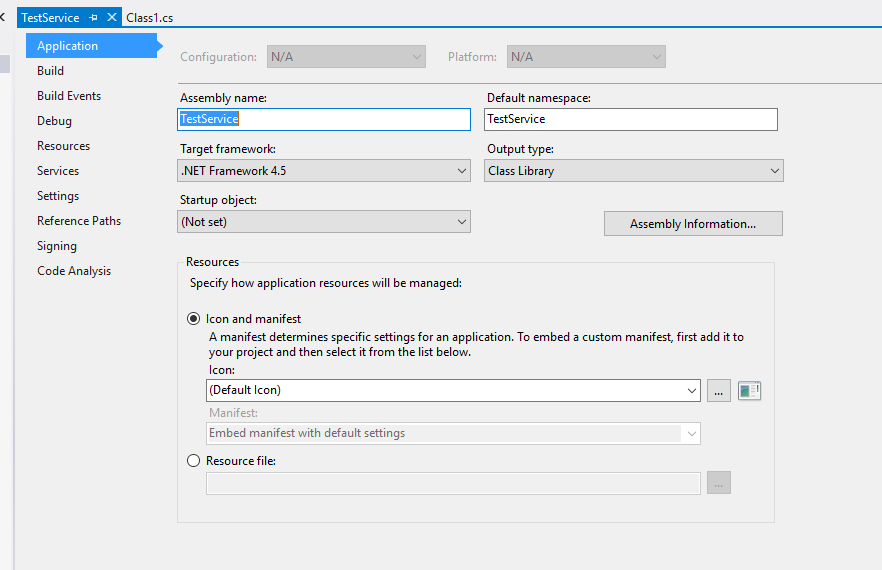 TestService
Class1.cs
Application
Build
Build Events
Debug
Resources
Services
Settings
Reference Paths
Signing
Code Analysis
Configuration: N/A Platform: N/A
Assembly name: Default namespace:
TestService TestService
Target framework: Output type:
.NET Framework 4.5 Class Library
Startup object:
(Not set) Assembly Information...
Resources
Specify how application resources will be managed:
Icon and manifest
A manifest determines specific settings for an application. To embed a custom manifest, first add it to
your project and then select it from the list below.
Icon:
(Default Icon) ...
Manifest:
Embed manifest with default settings
Resource file:
...